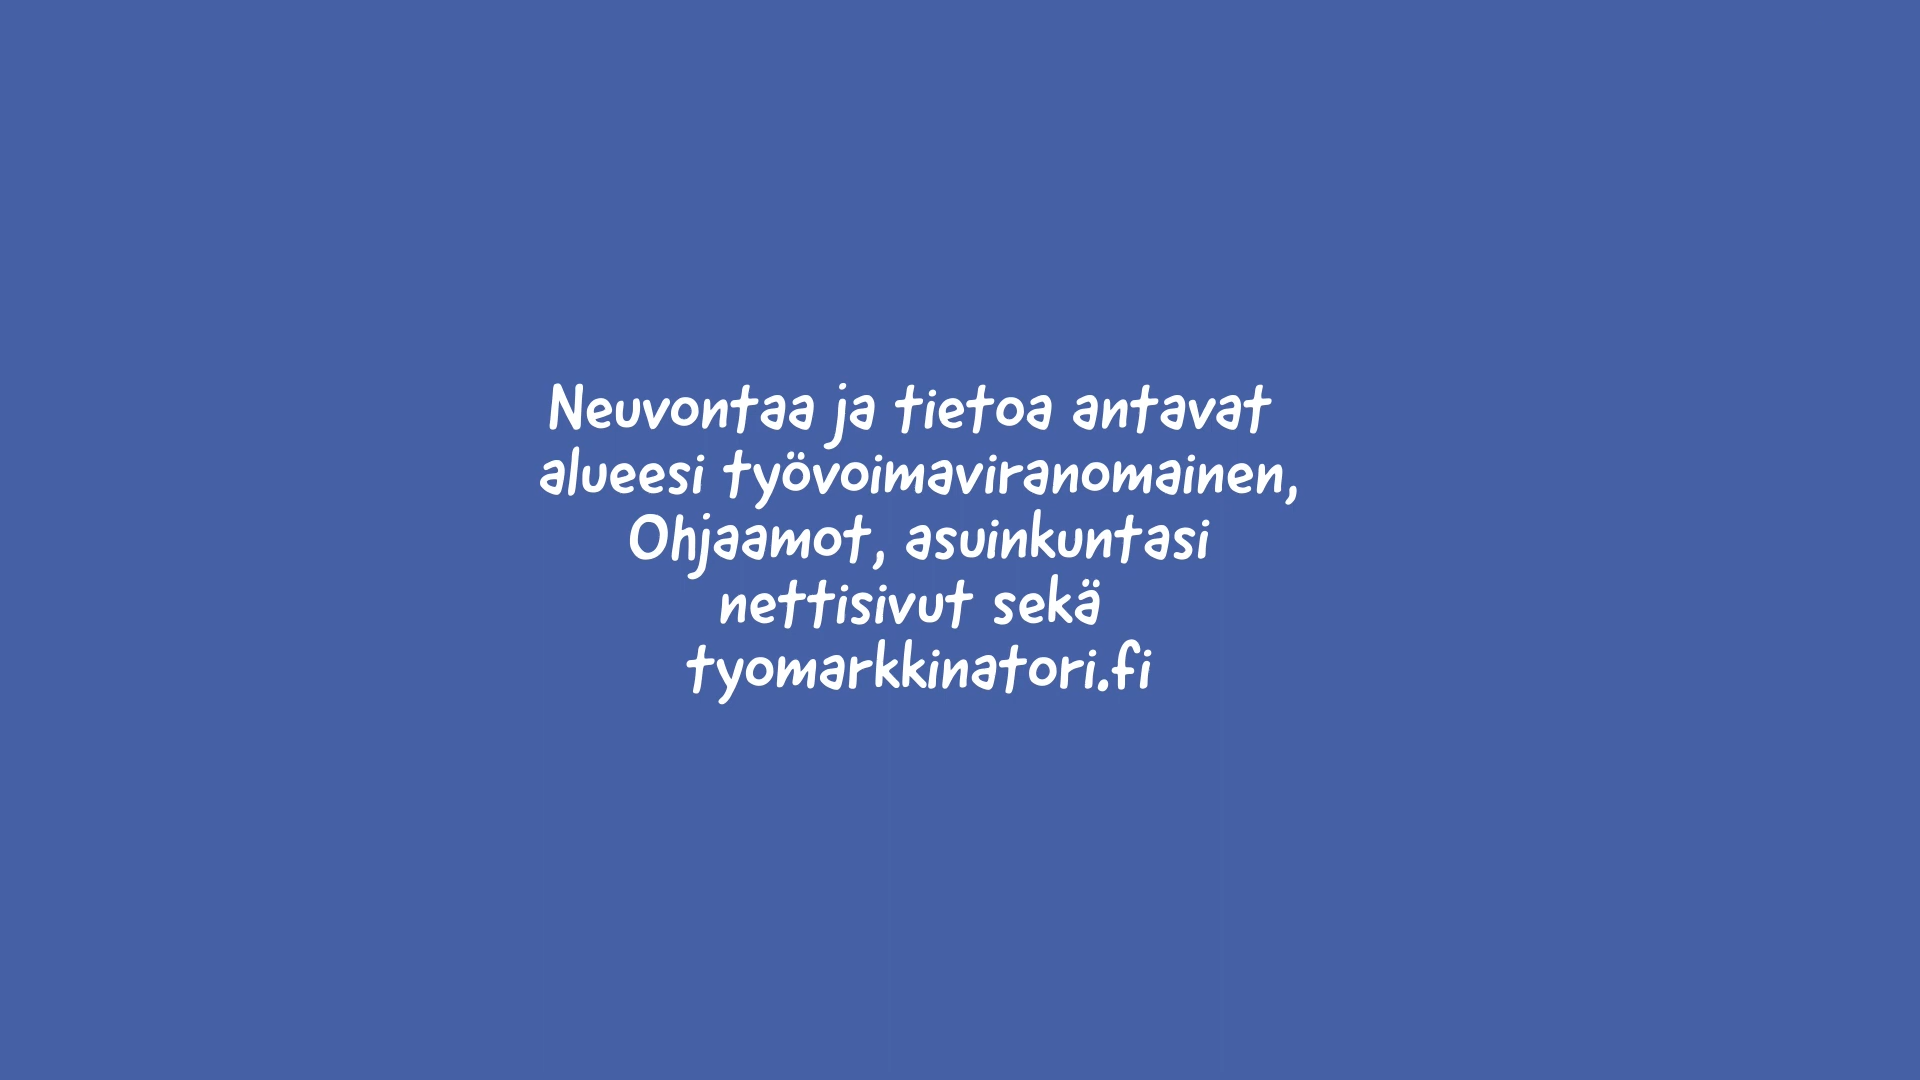 Neuvontaa ja tietoa antavat
alueesi työvoimaviranomainen,
Ohjaamot, asuinkuntasi
nettisivut sekä
tyomarkkinatori.fi